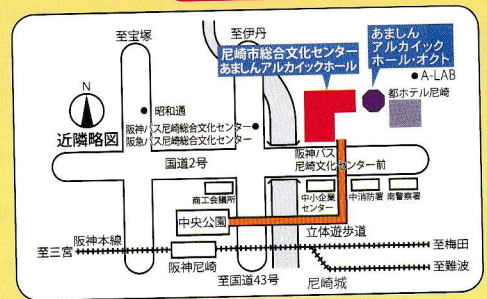 至宝塚
至伊丹
尼崎市総合文化センター
あましんアルカイックホール
あましん
アルカイック
ホール・オクト
A-LAB
都ホテル尼崎
N
近隣略図
昭和通
阪神バス尼崎総合文化センター
阪急バス尼崎総合文化センター
国道2号
阪神バス
尼崎文化センター前
商工会議所
中小企業
センター
中消防署
南警察署
中央公園
立体遊歩道
至三宮
阪神本線
阪神尼崎
至梅田
至難波
至国道43号
尼崎城